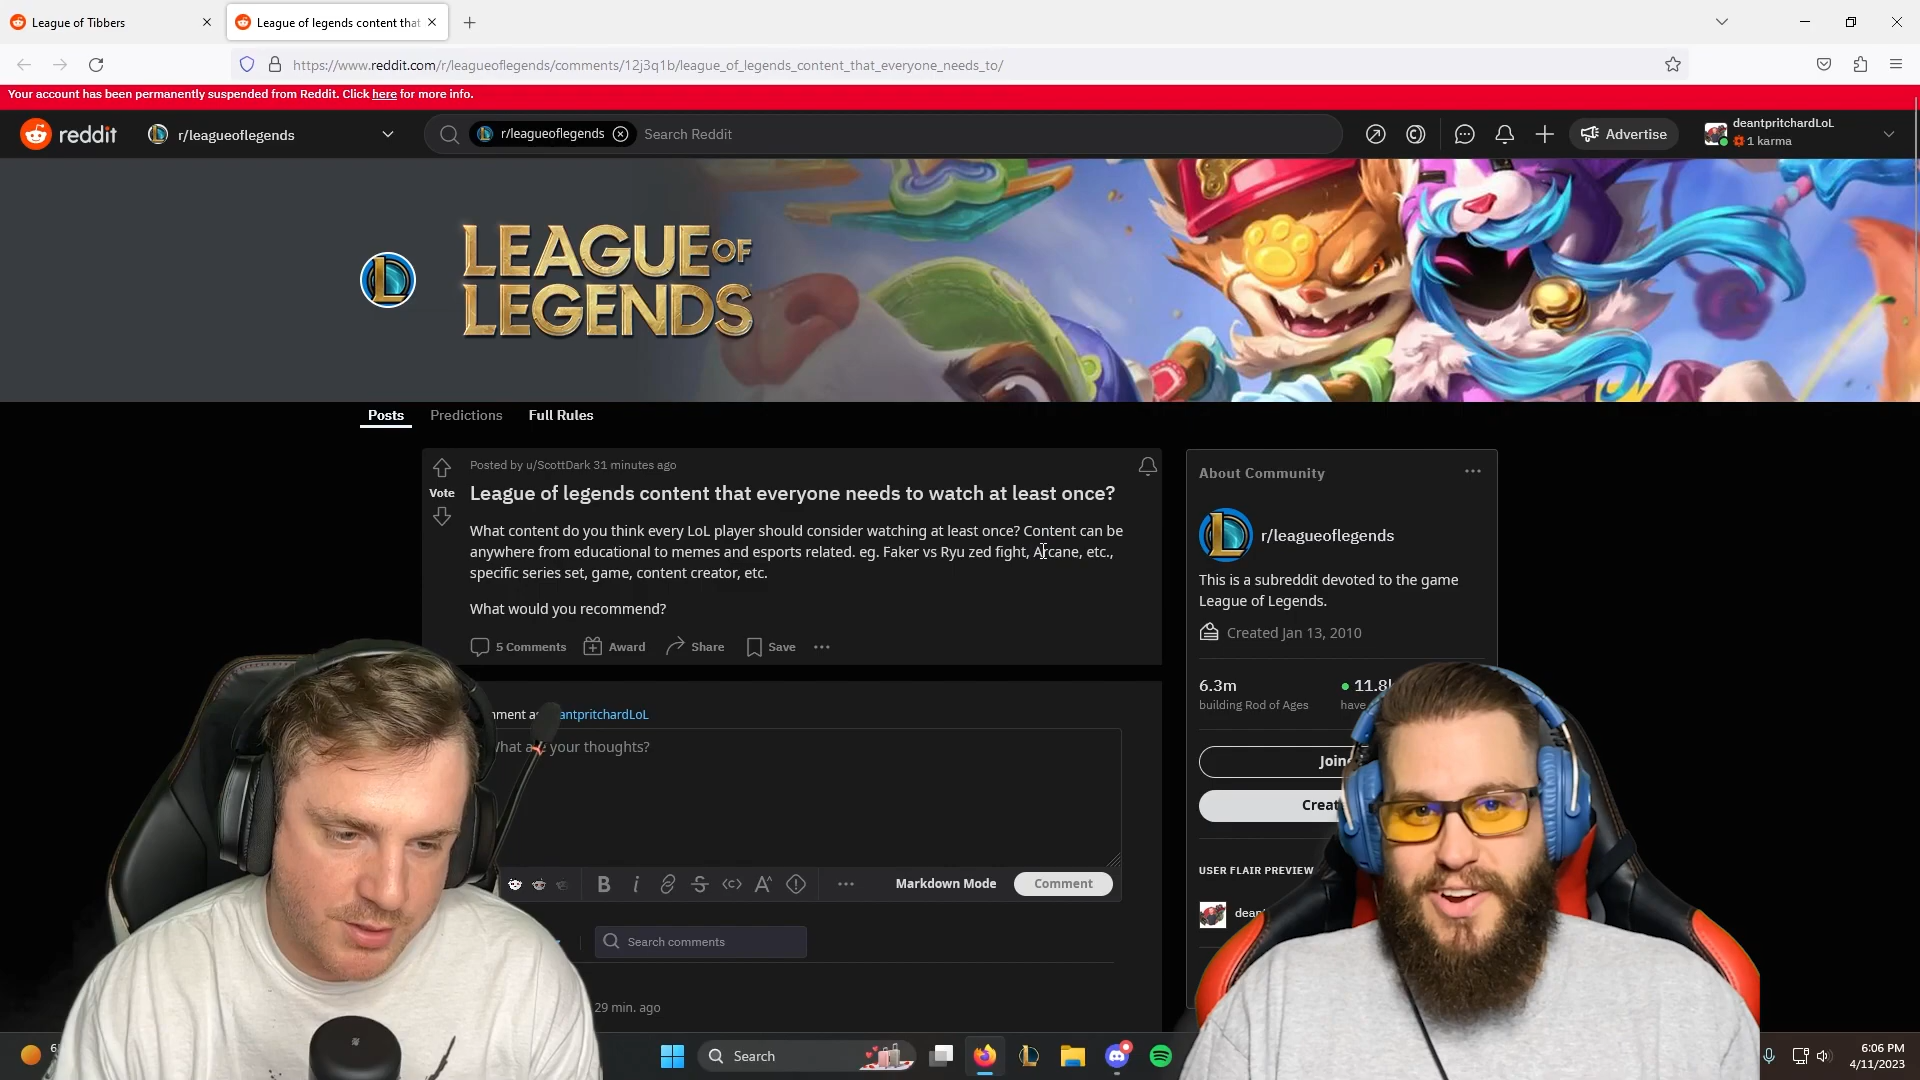 League of Tibbers
League of legends content that
https://www.reddit.com/r/leagueoflegends/comments/12j3q1b/league_of_legends_content_that_everyone_needs_to/
Your account has been permanently suspended from Reddit. Click here for more info.
reddit
r/leagueoflegends
r/leagueoflegends
Search Reddit
Advertise
deantpritchardLoL
1 karma
LEAGUE OF
LEGENDS
Posts
Predictions
Full Rules
Posted by u/ScottDark 31 minutes ago
Vote
League of legends content that everyone needs to watch at least once?
What content do you think every LoL player should consider watching at least once? Content can be
anywhere from educational to memes and esports related. eg. Faker vs Ryu zed fight, Arcane, etc.,
specific series set, game, content creator, etc.
What would you recommend?
5 Comments
Award
Share
Save
antpritchardLoL
your thoughts?
Markdown Mode
Comment
Search comments
29 min. ago
About Community
r/leagueoflegends
This is a subreddit devoted to the game
League of Legends.
Created Jan 13, 2010
6.3m
11.8
building Rod of Ages
have
Join
Creat
USER FLAIR PREVIEW
dean
Search
6:06 PM
4/11/2023